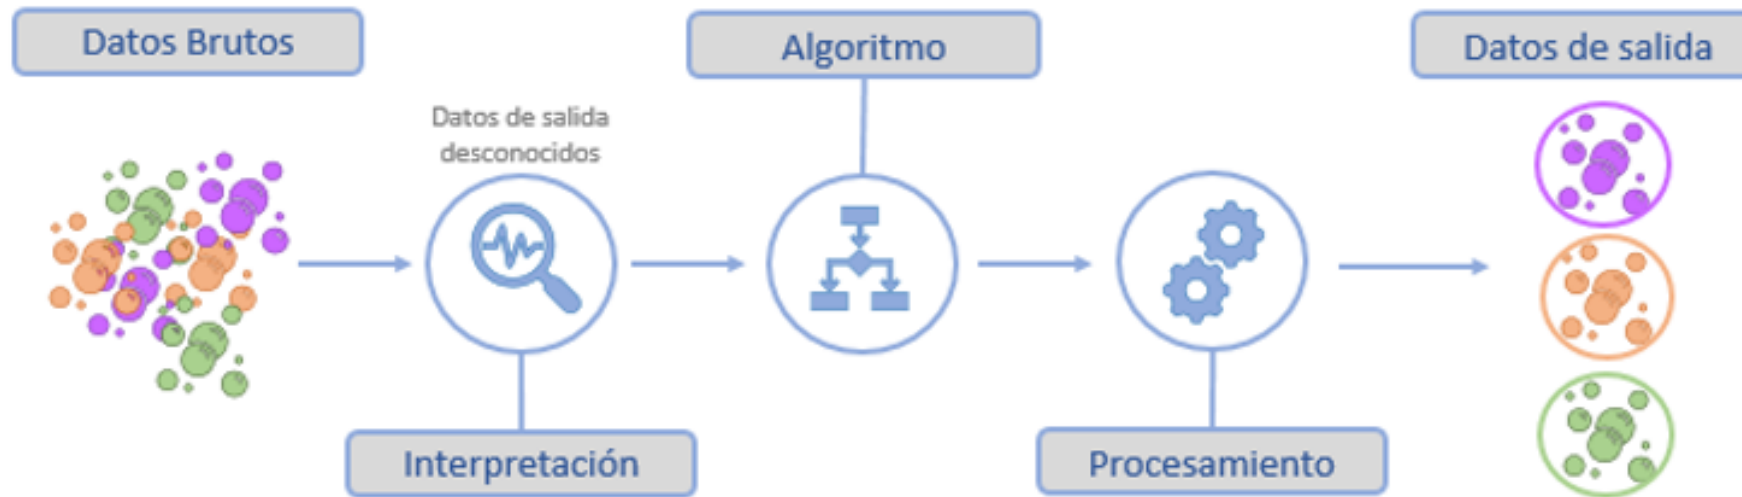 Datos Brutos
Algoritmo
Datos de salida
Datos de salida
desconocidos
Interpretación
Procesamiento